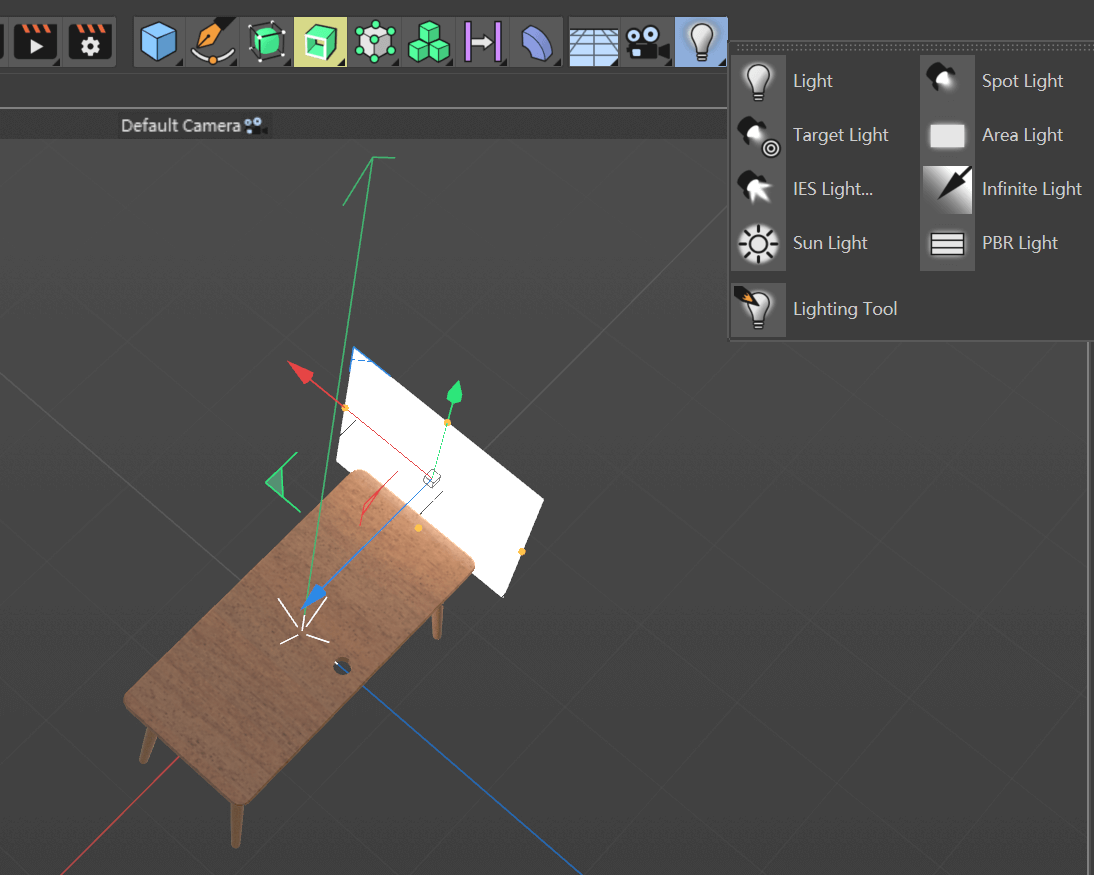 Default Camera
Light
Spot Light
Target Light
Area Light
IES Light...
Infinite Light
Sun Light
PBR Light
Lighting Tool